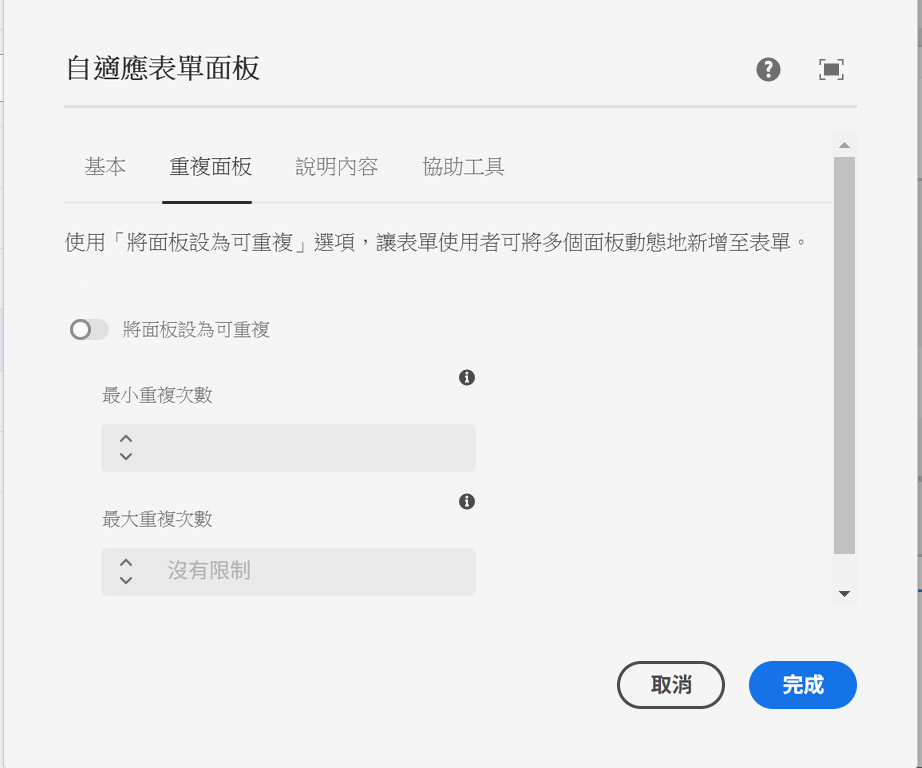 自適應表單面板
基本 重複面板 說明內容 協助工具
使用「將面板設為可重複」選項，讓表單使用者可將多個面板動態地新增至表單。
將面板設為可重複
最小重複次數
最大重複次數
沒有限制
取消 完成